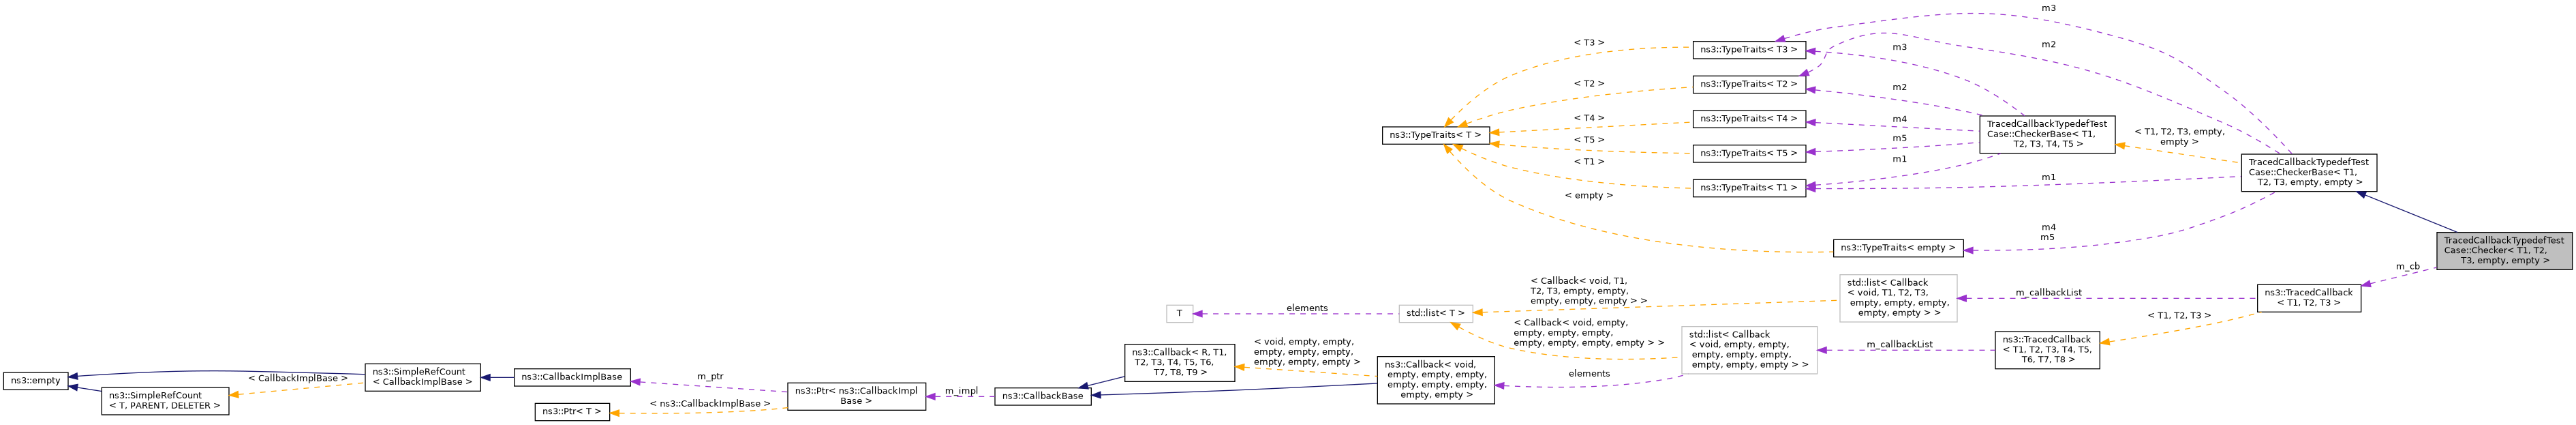 m3
< T3 >
ns3::TypeTraits< T3 >
m3
m2
< T2 >
ns3::TypeTraits< T2 >
m2
ns3::TypeTraits< T >
< T4 >
ns3::TypeTraits< T4 >
m4
TracedCallbackTypedefTest
Case::CheckerBase< T1,
T2, T3, T4, T5 >
< T1, T2, T3, empty,
empty >
< T5 >
ns3::TypeTraits< T5 >
m5
< T1 >
ns3::TypeTraits< T1 >
m1
m1
TracedCallbackTypedefTest
Case::CheckerBase< T1,
T2, T3, empty, empty >
< empty >
ns3::TypeTraits< empty >
m4
m5
TracedCallbackTypedefTest
Case::Checker< T1, T2,
T3, empty, empty >
m_cb
< Callback< void, T1,
T2, T3, empty, empty,
empty, empty, empty > >
std::list< Callback
< void, T1, T2, T3,
empty, empty, empty,
empty, empty > >
m_callbackList
ns3::TracedCallback
< T1, T2, T3 >
T
elements
std::list< T >
< Callback< void, empty,
empty, empty, empty,
empty, empty, empty, empty > >
std::list< Callback
< void, empty, empty,
empty, empty, empty,
empty, empty, empty > >
m_callbackList
< T1, T2, T3 >
ns3::TracedCallback
< T1, T2, T3, T4, T5,
T6, T7, T8 >
ns3::empty
ns3::SimpleRefCount
< T, PARENT, DELETER >
< CallbackImplBase >
ns3::SimpleRefCount
< CallbackImplBase >
ns3::CallbackImplBase
ns3::Ptr< T >
m_ptr
< ns3::CallbackImplBase >
ns3::Ptr< ns3::CallbackImpl
Base >
m_impl
ns3::CallbackBase
ns3::Callback< R, T1,
T2, T3, T4, T5, T6,
T7, T8, T9 >
< void, empty, empty,
empty, empty, empty,
empty, empty, empty >
ns3::Callback< void,
empty, empty, empty,
empty, empty, empty,
empty, empty >
elements